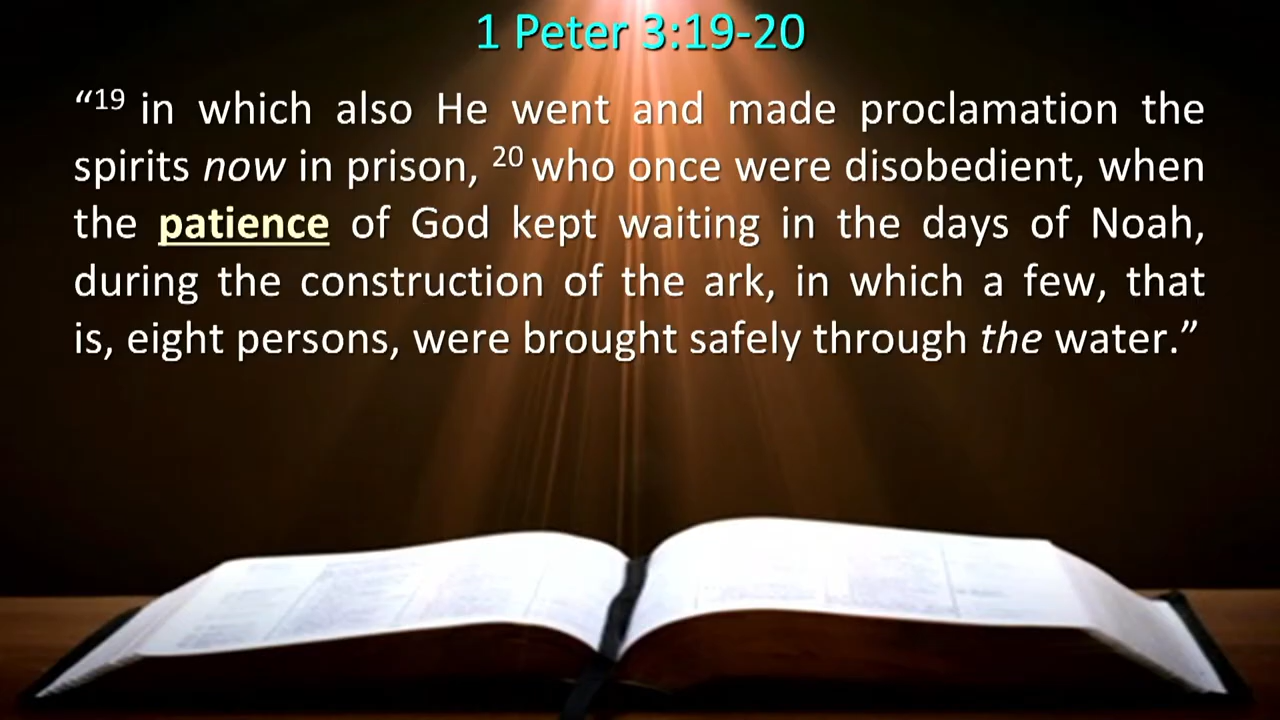 1 Peter 3:19-20
“19 in which also He went and made proclamation the
spirits now in prison, 20 who once were disobedient, when
the patience of God kept waiting in the days of Noah,
during the construction of the ark, in which a few, that
is, eight persons, were brought safely through the water.”